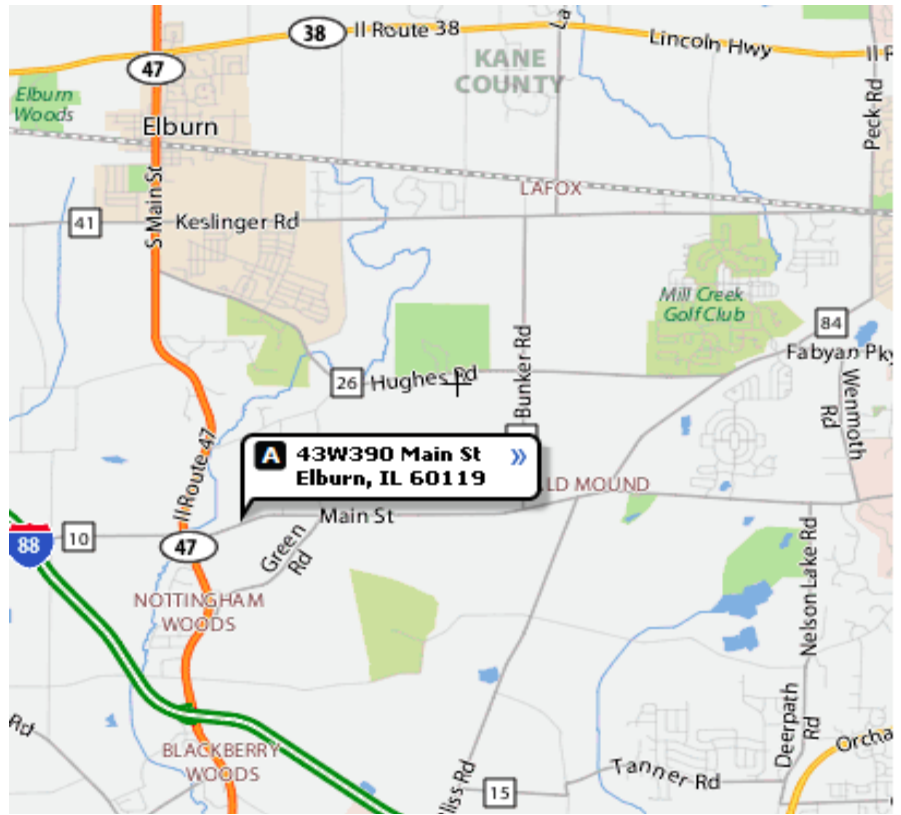 38
Il Route 38
La
Lincoln Hwy
Il R
47
KANE
COUNTY
Elburn
Woods
Elburn
Peck Rd
S Main St
LAFOX
41
Keslinger Rd
Mill Creek
Golf Club
84
Fabyan Pky
26
Hughes Rd
Bunker Rd
Wenmoth
Rd
A
43W390 Main St
Elburn, IL 60119
»
LD MOUND
Il Route 47
Main St
88
10
47
Green
Rd
Nelson Lake Rd
NOTTINGHAM
WOODS
Rd
BLACKBERRY
WOODS
Deerpath
Rd
Orcha
Tanner Rd
liss Rd
15